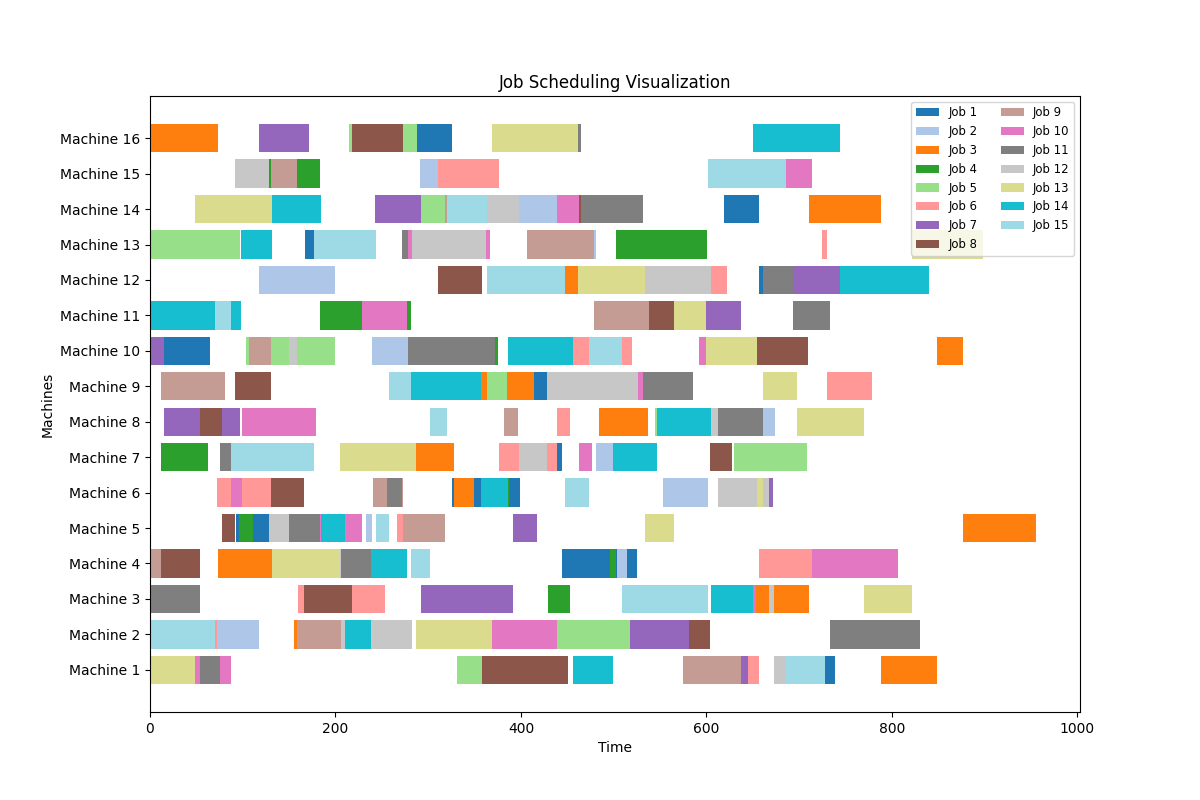 Job Scheduling Visualization
Machines
Machine 16
Machine 15
Machine 14
Machine 13
Machine 12
Machine 11
Machine 10
Machine 9
Machine 8
Machine 7
Machine 6
Machine 5
Machine 4
Machine 3
Machine 2
Machine 1
0
200
400
600
800
1000
Time
Job 1
Job 2
Job 3
Job 4
Job 5
Job 6
Job 7
Job 8
Job 9
Job 10
Job 11
Job 12
Job 13
Job 14
Job 15